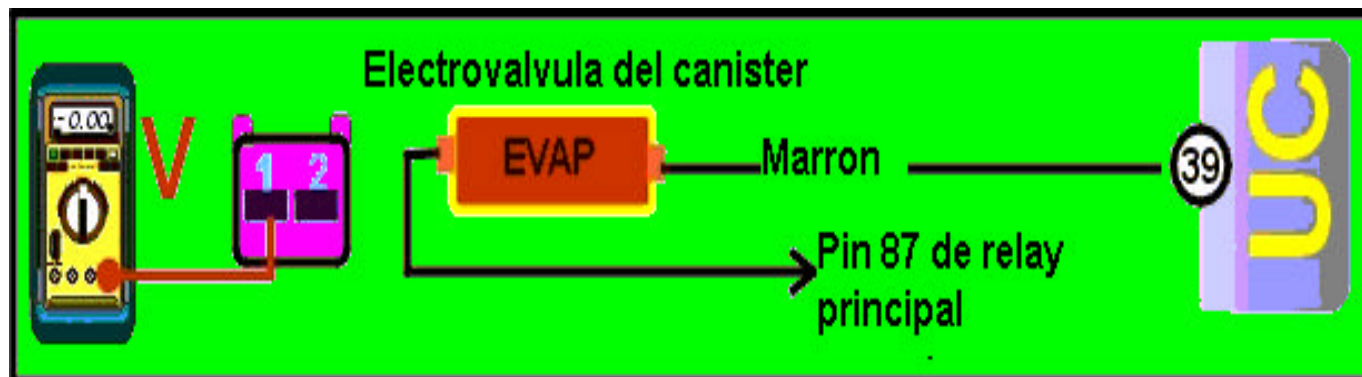 Electrovalvula del canister
-0.00
V
1 2
EVAP
Marron
39
UC
Pin 87 de relay
principal